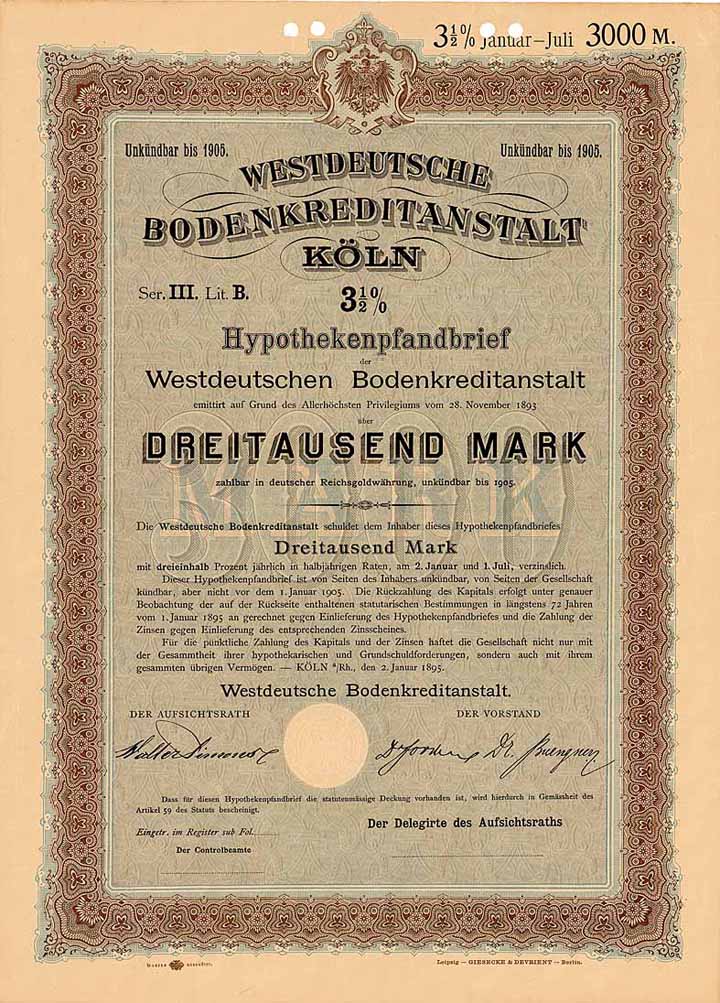 3½% Januar–Juli 3000 M.
Unkündbar bis 1905. Unkündbar bis 1905.
WESTDEUTSCHE
BODENKREDITANSTALT
KÖLN
Ser. III. Lit. B.
3½%
Hypothekenpfandbrief
der
Westdeutschen Bodenkreditanstalt
emittirt auf Grund des Allerhöchsten Privilegiums vom 28. November 1893
über
3000
MARK
DREITAUSEND MARK
zahlbar in deutscher Reichsgoldwährung, unkündbar bis 1905.
Die Westdeutsche Bodenkreditanstalt schuldet dem Inhaber dieses Hypothekenpfandbriefes
Dreitausend Mark
mit dreieinhalb Prozent jährlich in halbjährigen Raten, am 2. Januar und 1. Juli, verzinslich.
Dieser Hypothekenpfandbrief ist von Seiten des Inhabers unkündbar, von Seiten der Gesellschaft
kündbar, aber nicht vor dem 1. Januar 1905. Die Rückzahlung des Kapitals erfolgt unter genauer
Beobachtung der auf der Rückseite enthaltenen statutarischen Bestimmungen in längstens 72 Jahren
vom 1. Januar 1895 an gerechnet gegen Einlieferung des Hypothekenpfandbriefes und die Zahlung der
Zinsen gegen Einlieferung des entsprechenden Zinsscheines.
Für die pünktliche Zahlung des Kapitals und der Zinsen haftet die Gesellschaft nicht nur mit
der Gesammtheit ihrer hypothekarischen und Grundschuldforderungen, sondern auch mit ihrem
gesammten übrigen Vermögen. — KÖLN a/Rh., den 2. Januar 1895.
Westdeutsche Bodenkreditanstalt.
DER AUFSICHTSRATH DER VORSTAND
Dass für diesen Hypothekenpfandbrief die statutenmässige Deckung vorhanden ist, wird hierdurch in Gemässheit des
Artikel 59 des Statuts bescheinigt.
Der Delegirte des Aufsichtsraths
Eingetr. im Register sub Fol.
Der Controlbeamte
Leipzig — GIESECKE & DEVRIENT — Berlin.